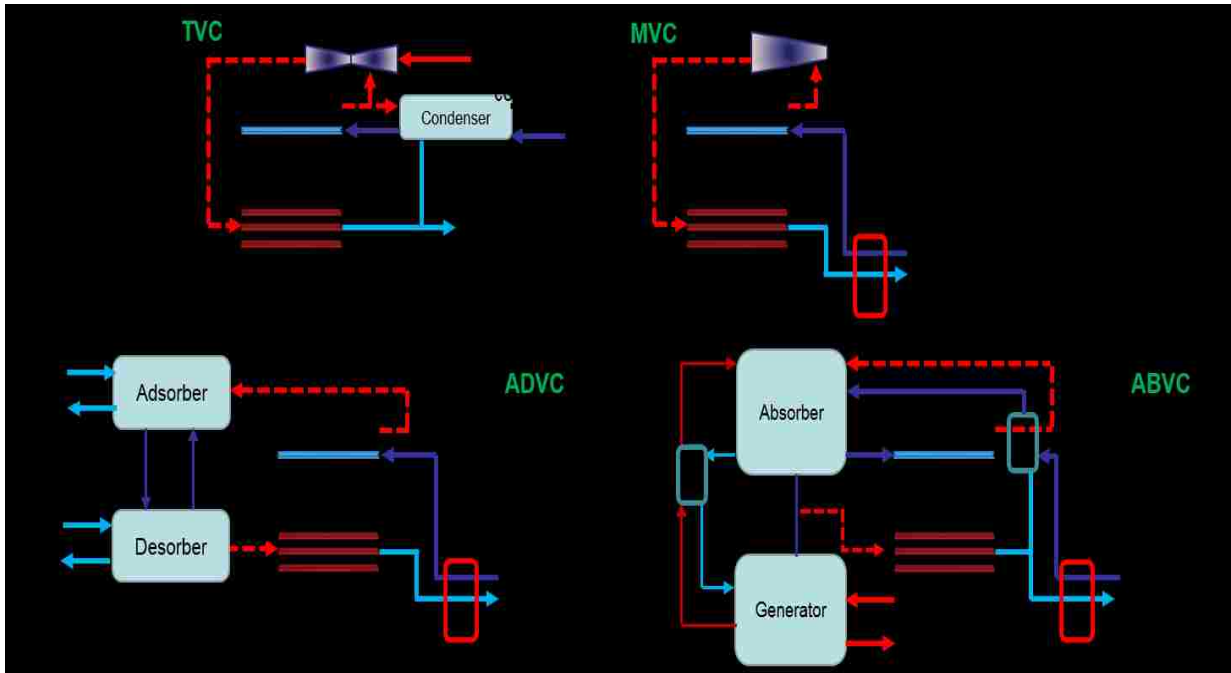 TVC
MVC
Condenser
ADVC
ABVC
Adsorber
Absorber
Desorber
Generator